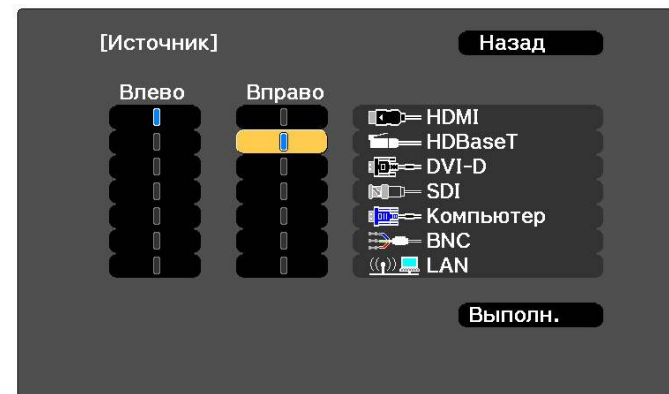 [Источник] Назад
Влево Вправо
HDMI
HDBaseT
DVI-D
SDI
Компьютер
BNC
LAN
Выполн.